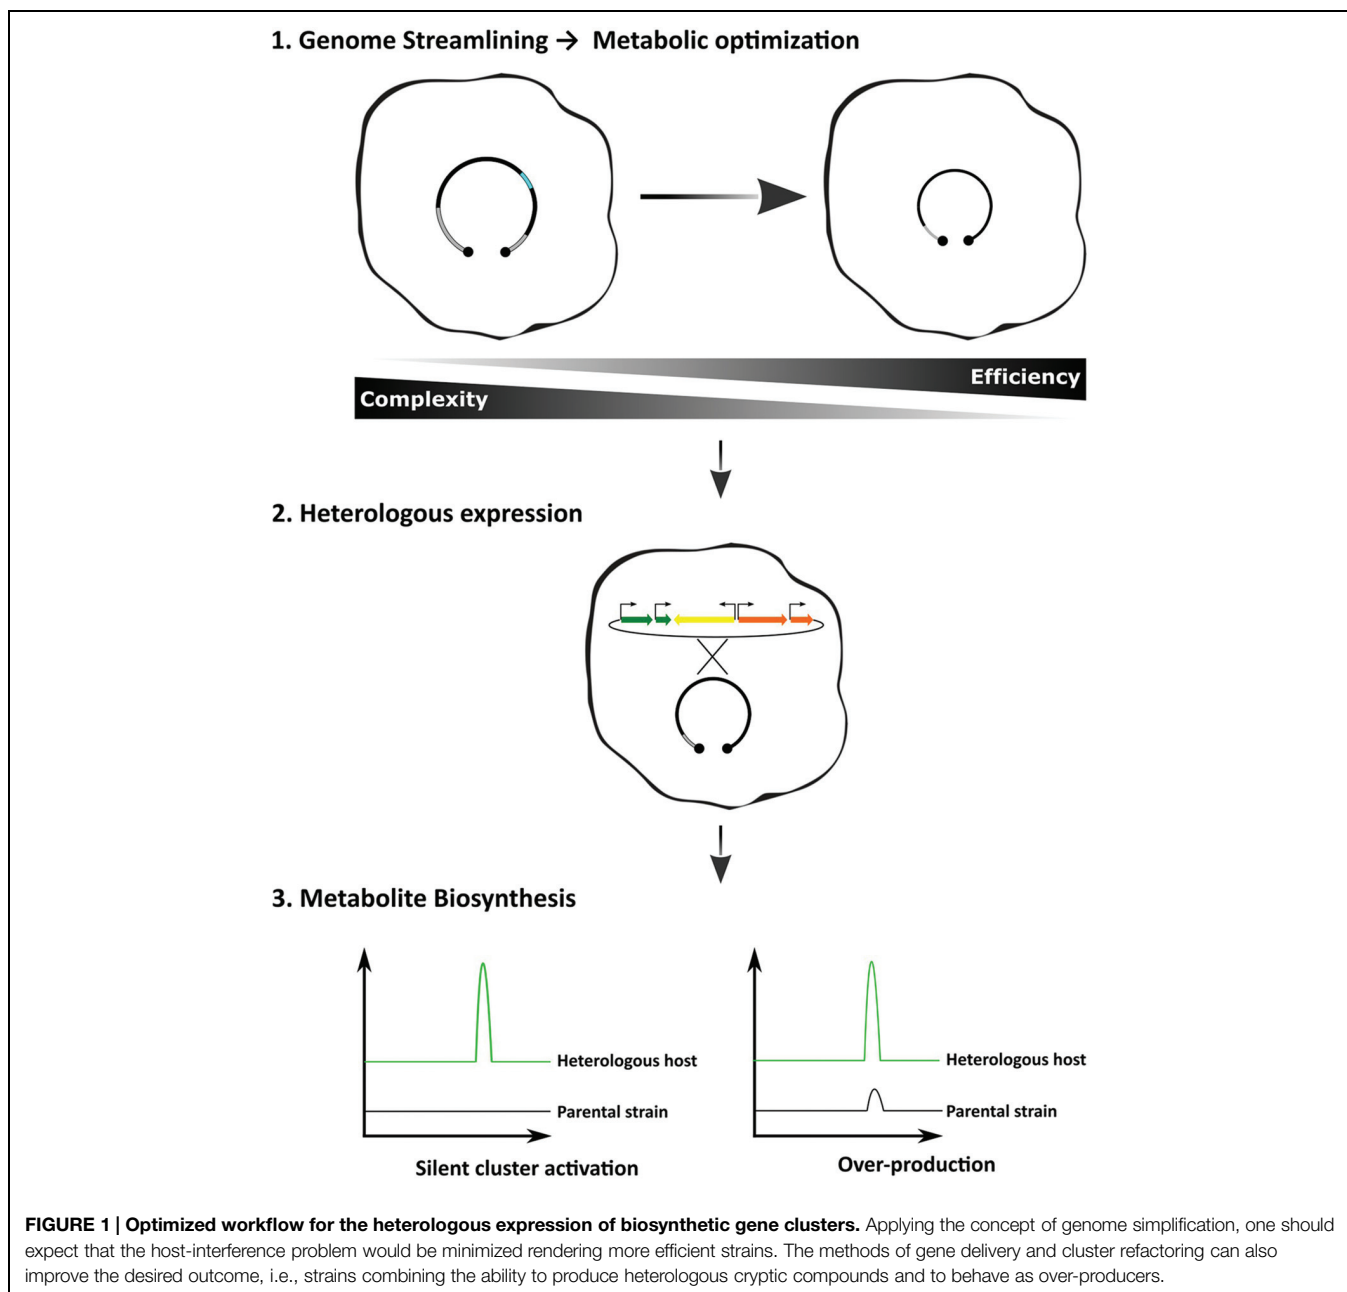 1. Genome Streamlining → Metabolic optimization
Efficiency
Complexity
2. Heterologous expression
3. Metabolite Biosynthesis
Heterologous host
Parental strain
Silent cluster activation
Heterologous host
Parental strain
Over-production
FIGURE 1 | Optimized workflow for the heterologous expression of biosynthetic gene clusters. Applying the concept of genome simplification, one should
expect that the host-interference problem would be minimized rendering more efficient strains. The methods of gene delivery and cluster refactoring can also
improve the desired outcome, i.e., strains combining the ability to produce heterologous cryptic compounds and to behave as over-producers.